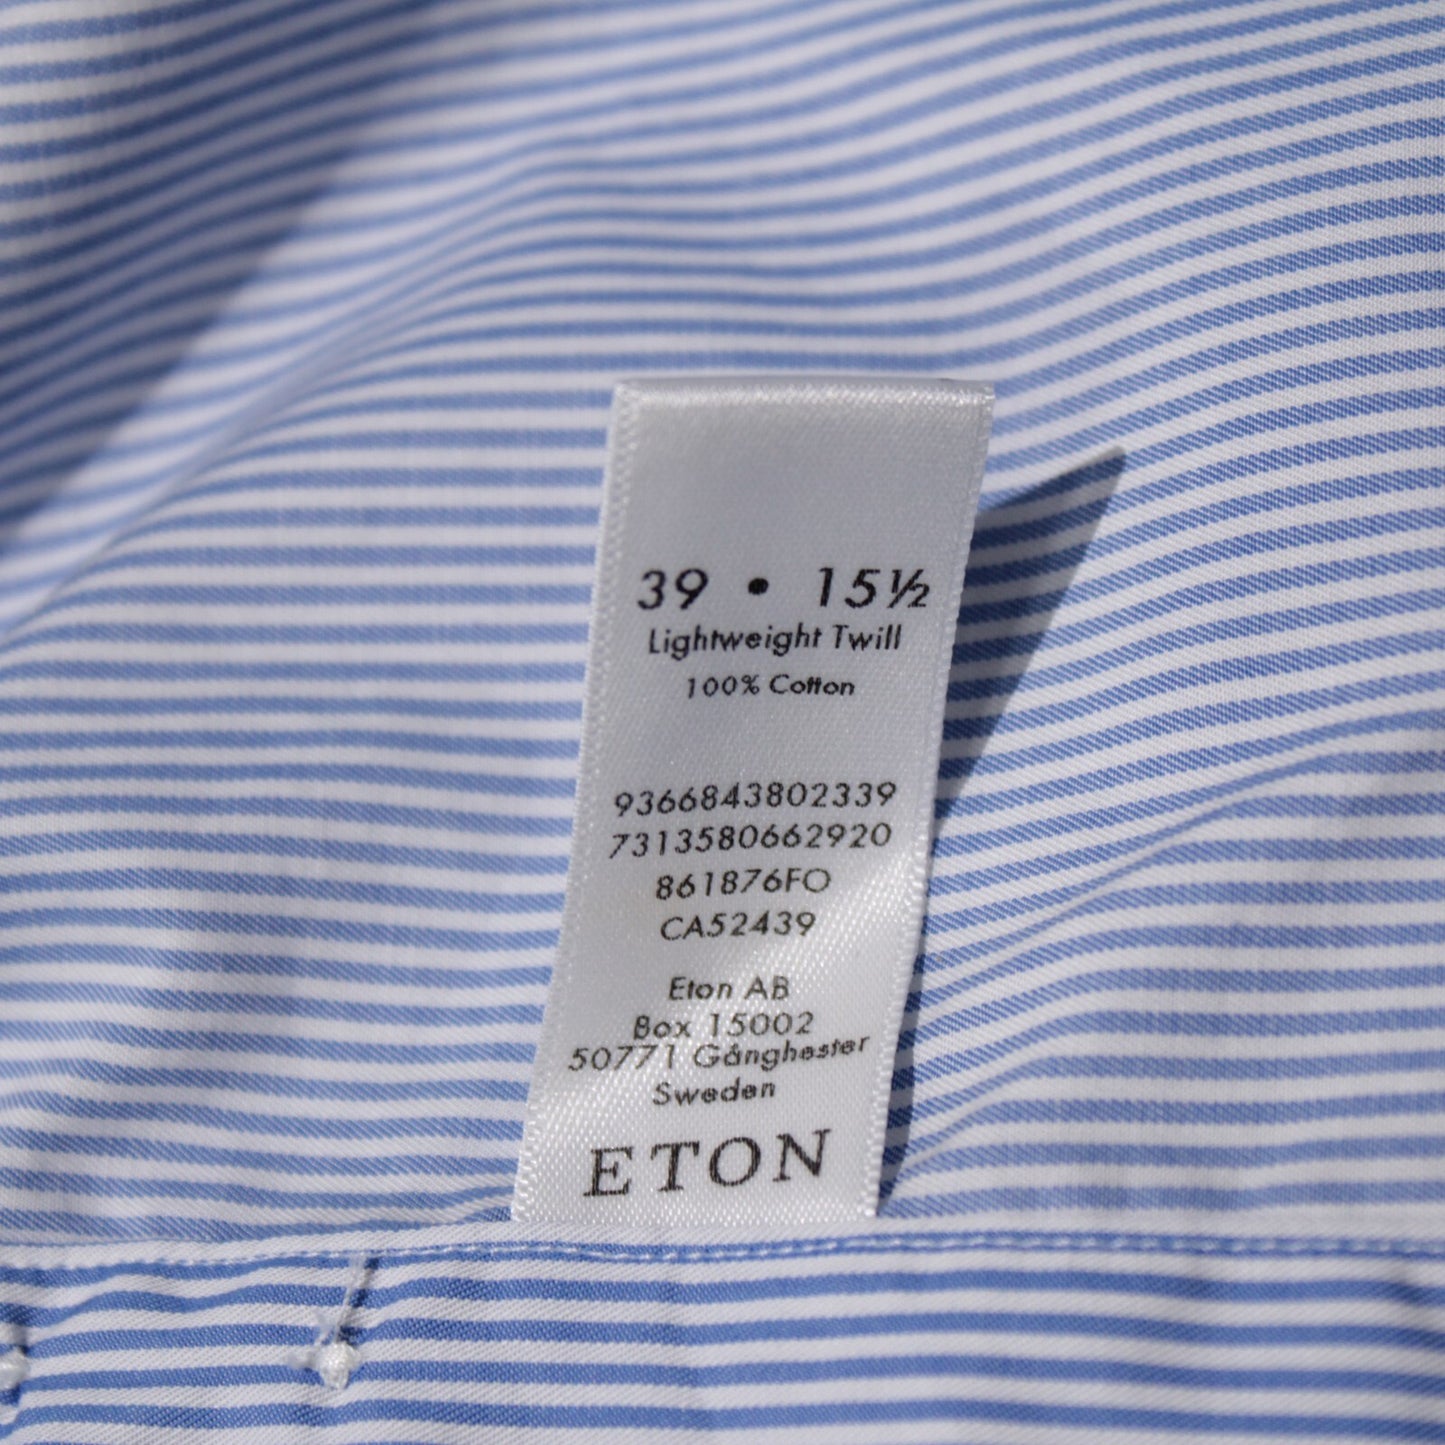 39 • 15½
Lightweight Twill
100% Cotton
9366843802339
7313580662920
861876FO
CA52439
Eton AB
Box 15002
50771 Gånghester
Sweden
ETON